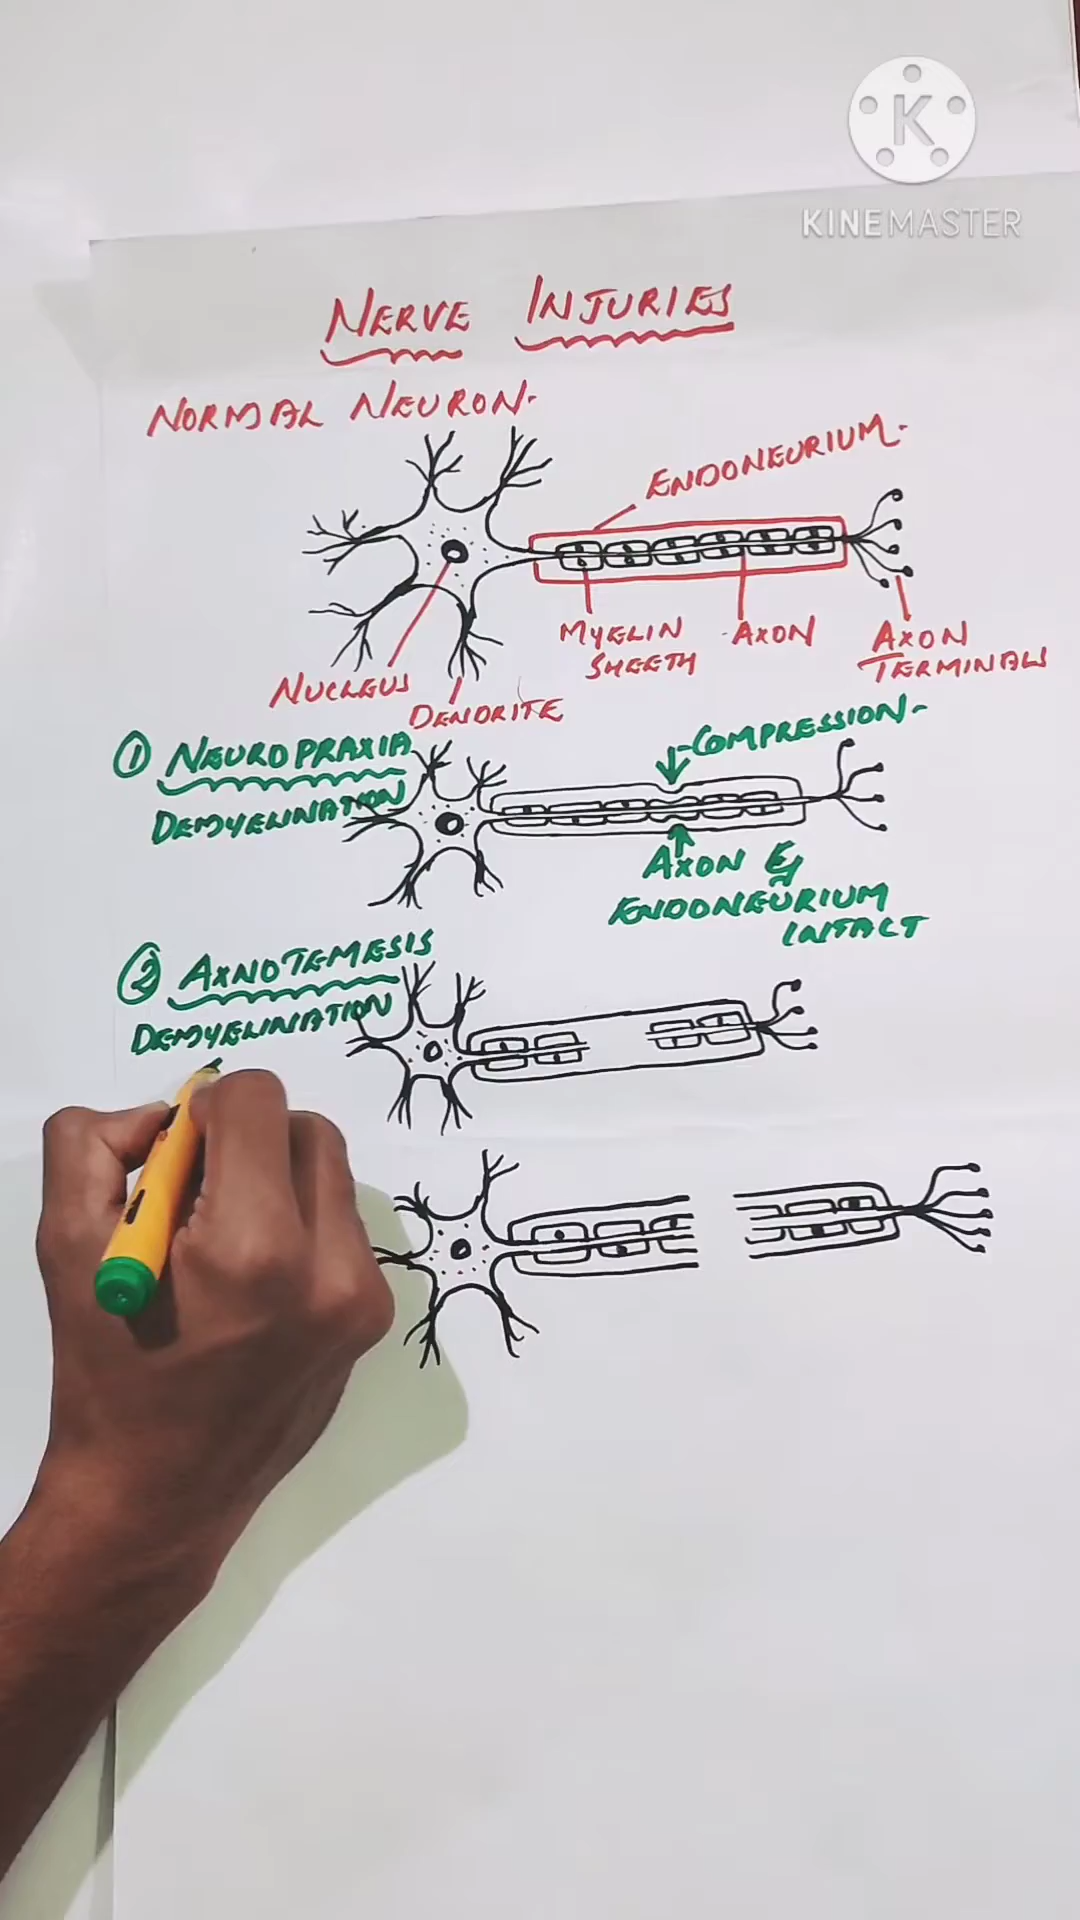 K
KINEMASTER
NERVE INJURIES
NORMAL NEURON.
ENDONEURIUM.
MYELIN
SHEETH
AXON
AXON
TERMINALS
NUCLEUS
DENDRITE
① NEUROPRAXIA
DEMYELINATION
COMPRESSION-
AXON &
ENDONEURIUM
INTACT
② AXNOTEMESIS
DEMYELINATION